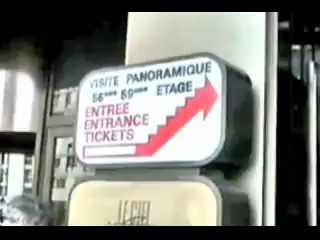 VISITE PANORAMIQUE
56ème 59ème ETAGE
ENTREE
ENTRANCE
TICKETS